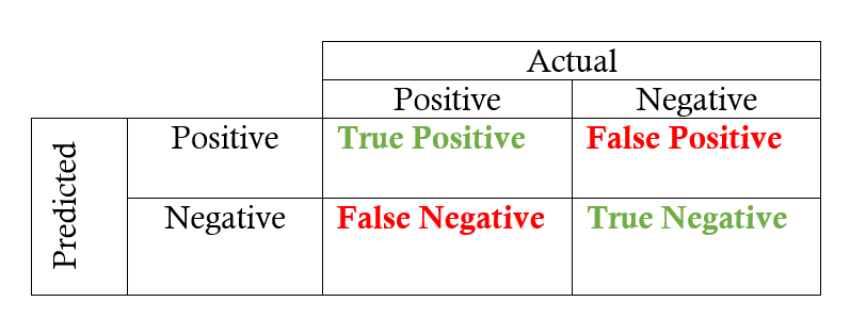 Actual
Positive Negative
Predicted
Positive True Positive False Positive
Negative False Negative True Negative